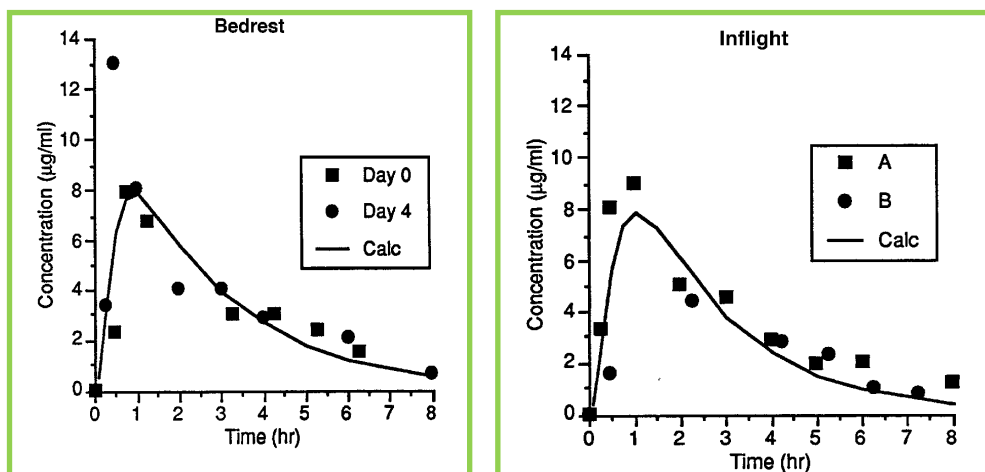 Bedrest
Concentration (µg/ml)
14
12
10
8
6
4
2
0
Day 0
Day 4
Calc
0 1 2 3 4 5 6 7 8
Time (hr)
Inflight
Concentration (µg/ml)
14
12
10
8
6
4
2
0
A
B
Calc
0 1 2 3 4 5 6 7 8
Time (hr)